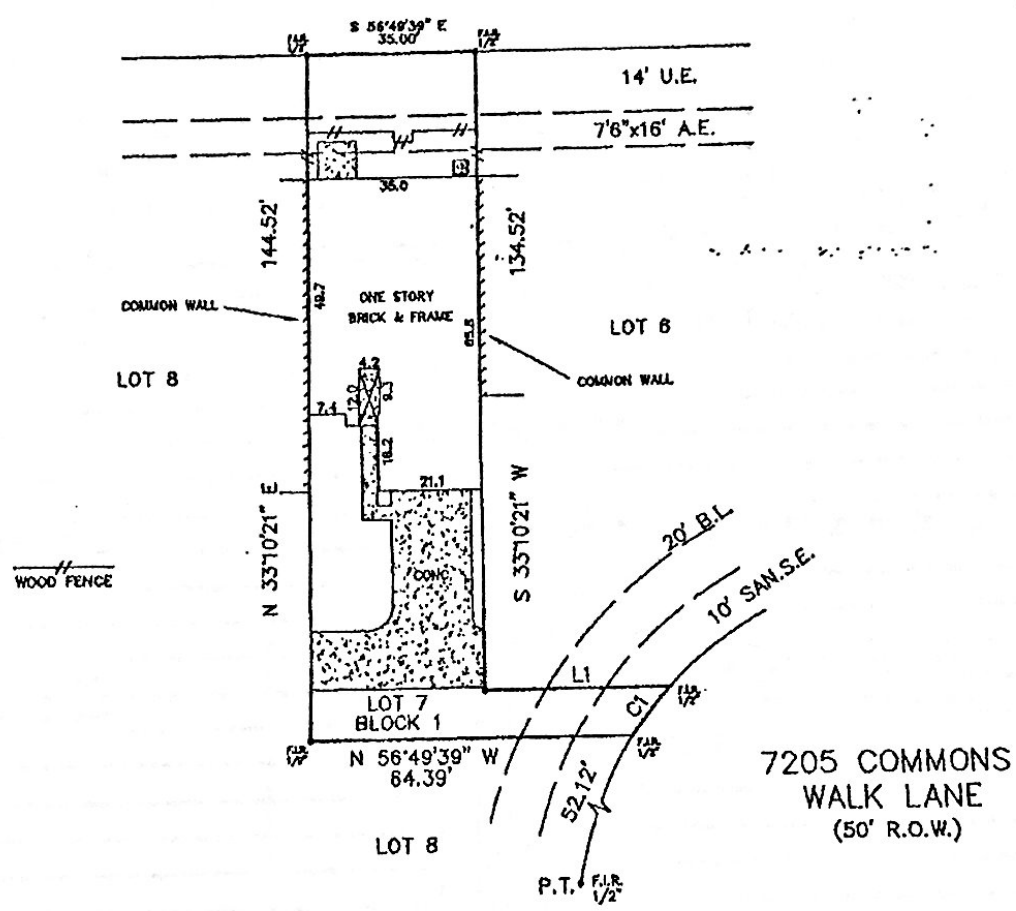 S 56°49'39" E
35.00'
F.I.R.
1/2"
F.I.R.
1/2"
14' U.E.
7'6"x16' A.E.
35.0
144.52'
134.52'
49.7
ONE STORY
BRICK & FRAME
65.8
COMMON WALL
LOT 6
LOT 8
COMMON WALL
4.2
12.0
7.1
18.2
21.1
N 33°10'21" E
S 33°10'21" W
CONC.
WOOD FENCE
20' B.L.
10' SAN.S.E.
L1
C1
F.I.R.
1/2"
LOT 7
BLOCK 1
F.I.R.
1/2"
N 56°49'39" W
64.39'
F.I.R.
1/2"
52.12'
7205 COMMONS
WALK LANE
(50' R.O.W.)
LOT 8
P.T.
F.I.R.
1/2"